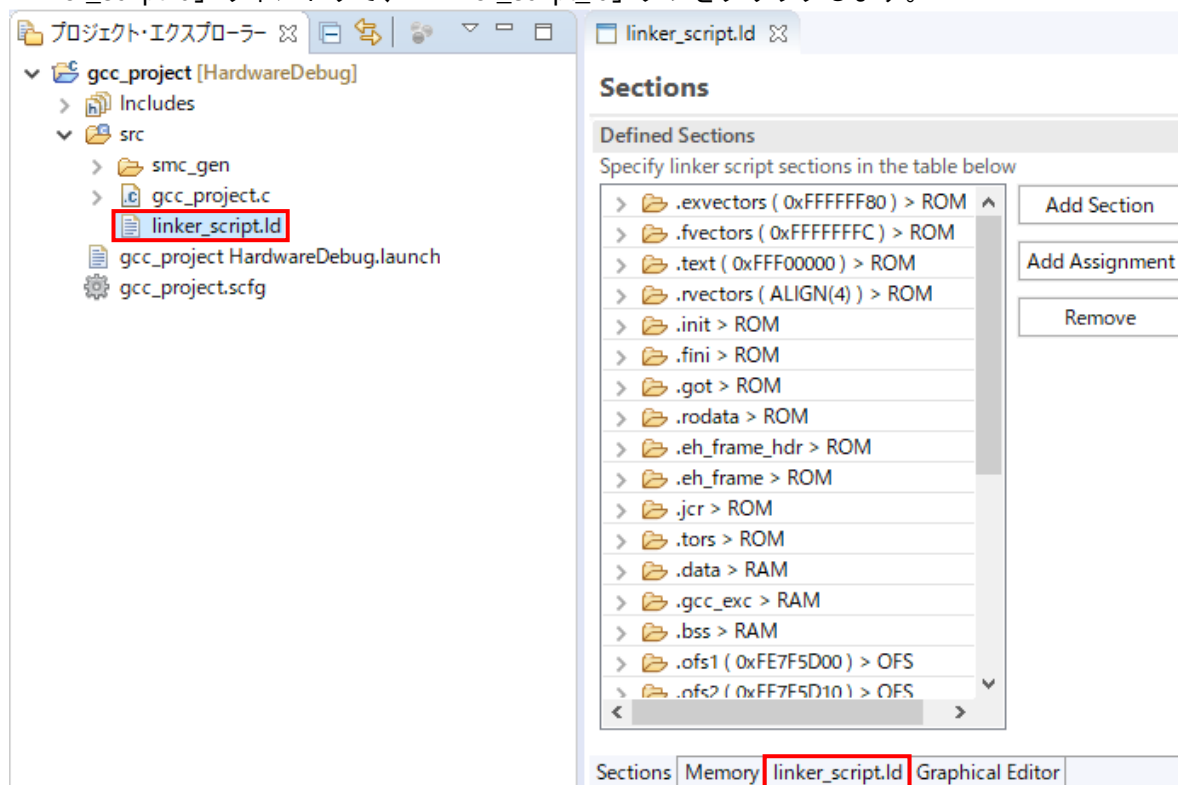 プロジェクト・エクスプローラー
gcc_project [HardwareDebug]
Includes
src
smc_gen
gcc_project.c
linker_script.ld
gcc_project HardwareDebug.launch
gcc_project.scfg
linker_script.ld
Sections
Defined Sections
Specify linker script sections in the table below
.exvectors ( 0xFFFFFF80 ) > ROM
.fvectors ( 0xFFFFFFFC ) > ROM
.text ( 0xFFF00000 ) > ROM
.rvectors ( ALIGN(4) ) > ROM
.init > ROM
.fini > ROM
.got > ROM
.rodata > ROM
.eh_frame_hdr > ROM
.eh_frame > ROM
.jcr > ROM
.tors > ROM
.data > RAM
.gcc_exc > RAM
.bss > RAM
.ofs1 ( 0xFE7F5D00 ) > OFS
.ofs2 ( 0xFE7F5D10 ) > OFS
Add Section
Add Assignment
Remove
Sections Memory linker_script.ld Graphical Editor